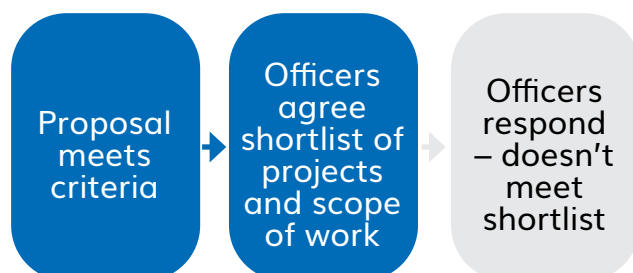 Proposal
meets
criteria
Officers
agree
shortlist of
projects
and scope
of work
Officers
respond
– doesn’t
meet
shortlist